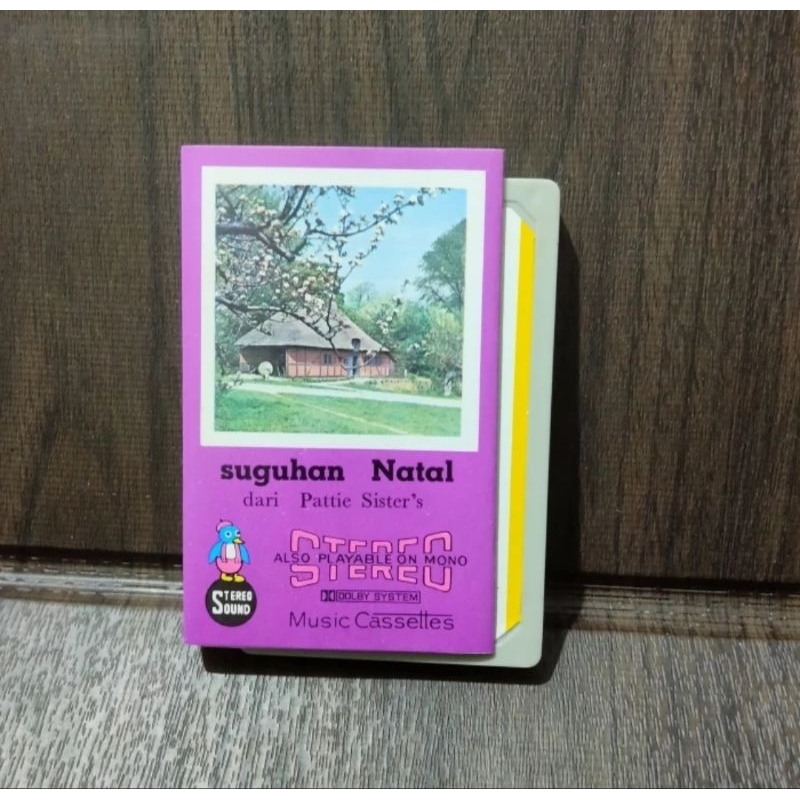 suguhan Natal
dari Pattie Sister's
STEREO
ALSO PLAYABLE ON MONO
DOLBY SYSTEM
Music Cassettes
STEREO
SOUND